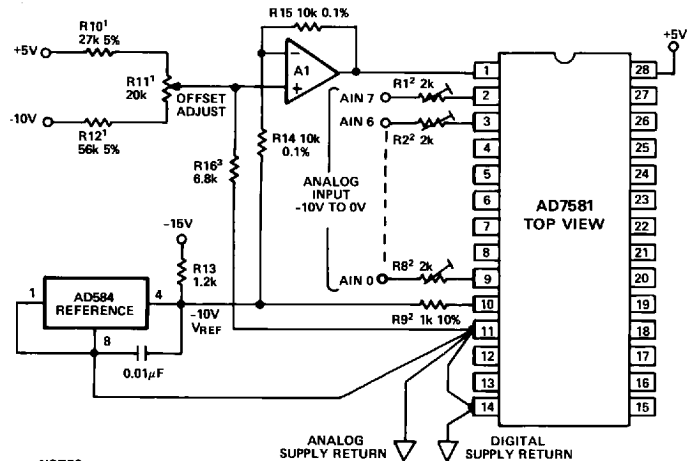 R15 10k 0.1%
R10¹
27k 5%
+5V
R11¹
20k
OFFSET
ADJUST
-10V
R12¹
56k 5%
A1
R14 10k
0.1%
R16³
6.8k
ANALOG
INPUT
-10V TO 0V
AIN 7
R1² 2k
AIN 6
R2² 2k
AIN 0
R8² 2k
R9² 1k 10%
-15V
R13
1.2k
AD584
REFERENCE
1
4
8
-10V
VREF
0.01µF
+5V
AD7581
TOP VIEW
1
2
3
4
5
6
7
8
9
10
11
12
13
14
28
27
26
25
24
23
22
21
20
19
18
17
16
15
ANALOG
SUPPLY RETURN
DIGITAL
SUPPLY RETURN